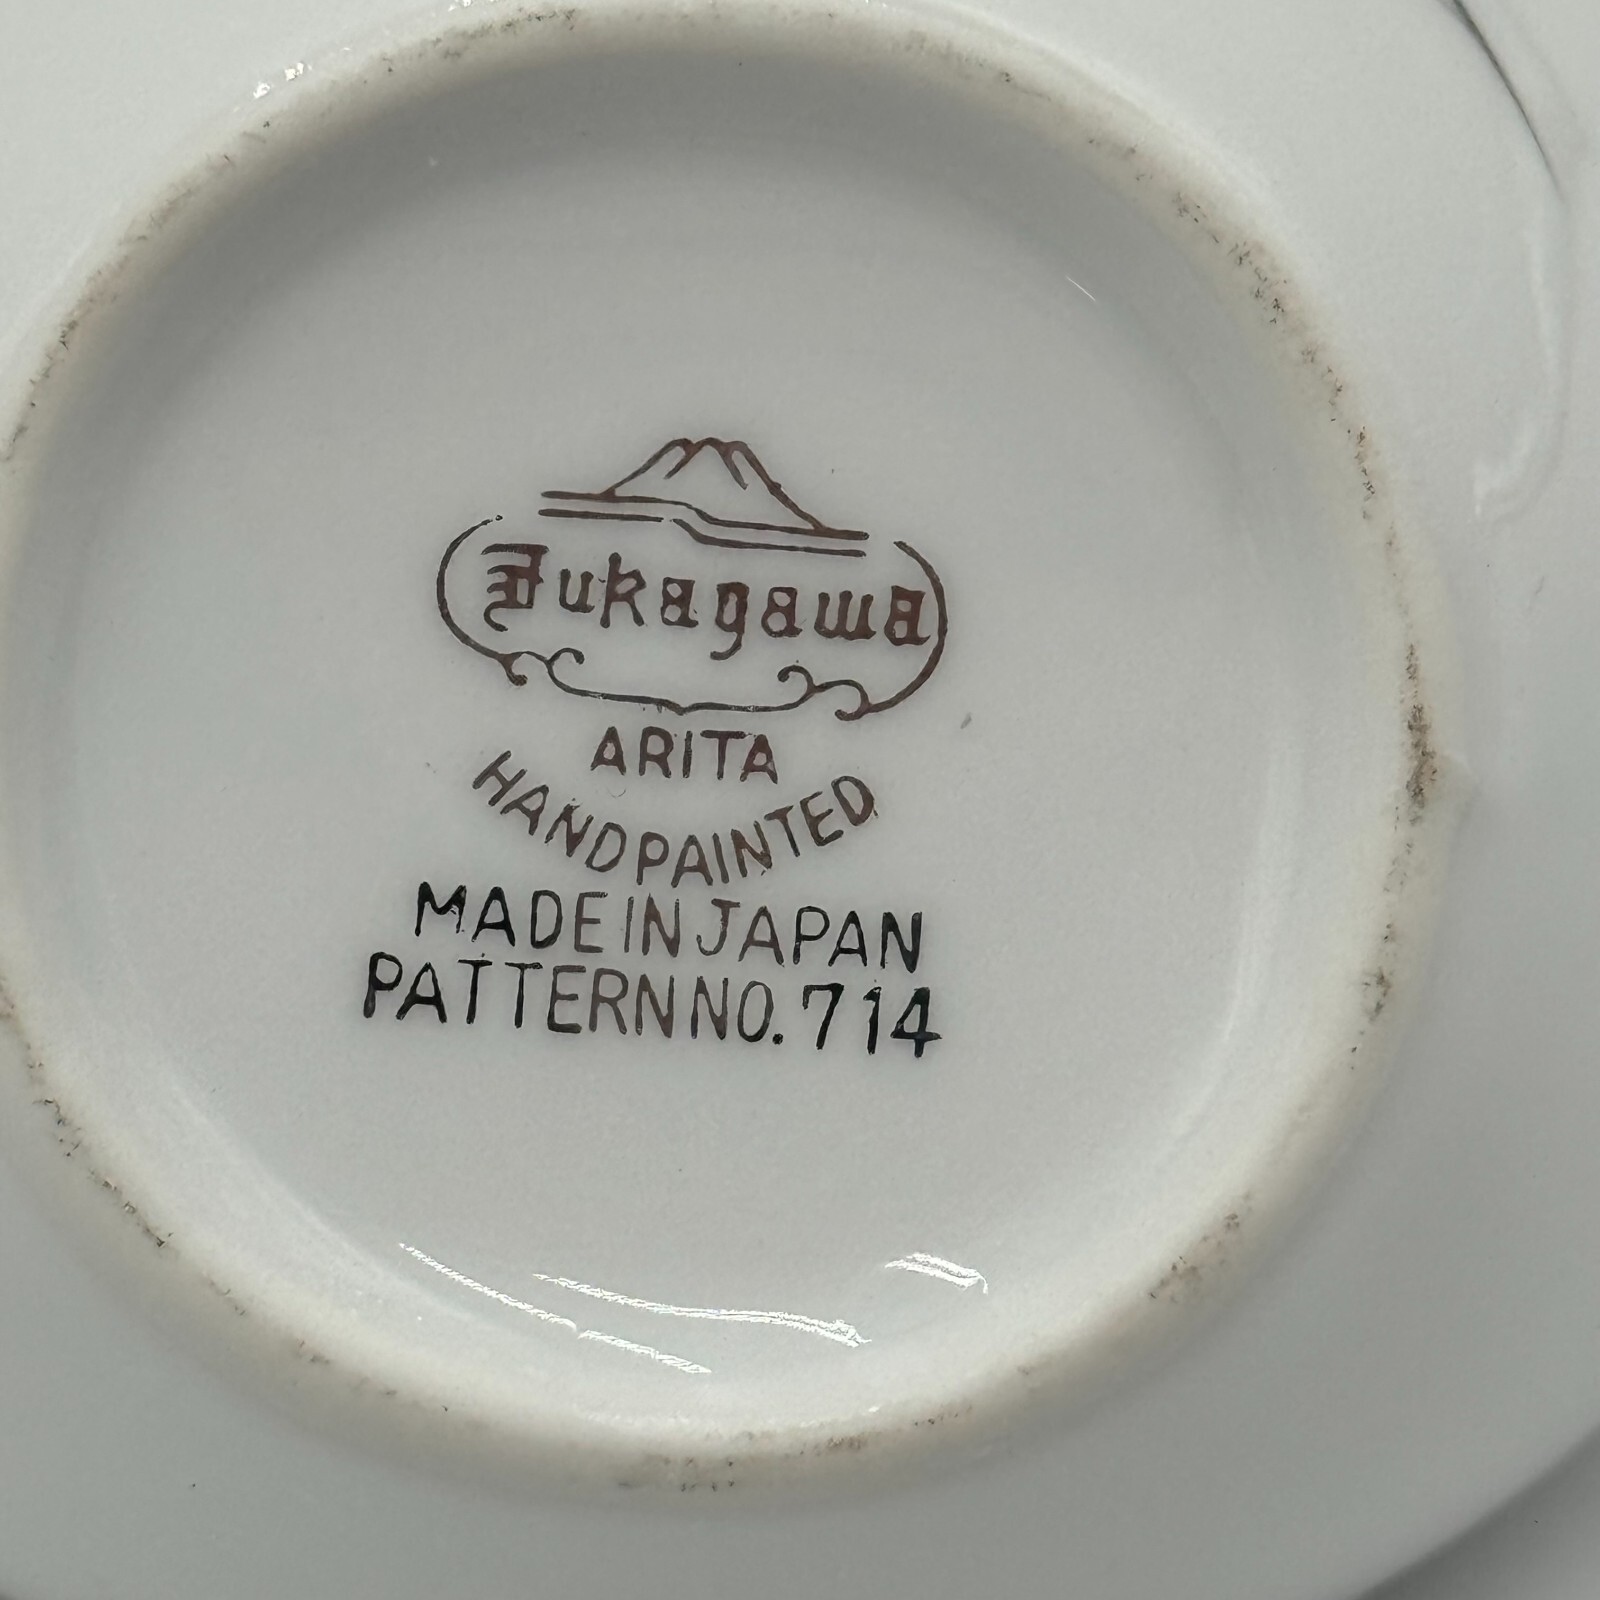 Fukagawa
ARITA
HANDPAINTED
MADE IN JAPAN
PATTERN NO. 714